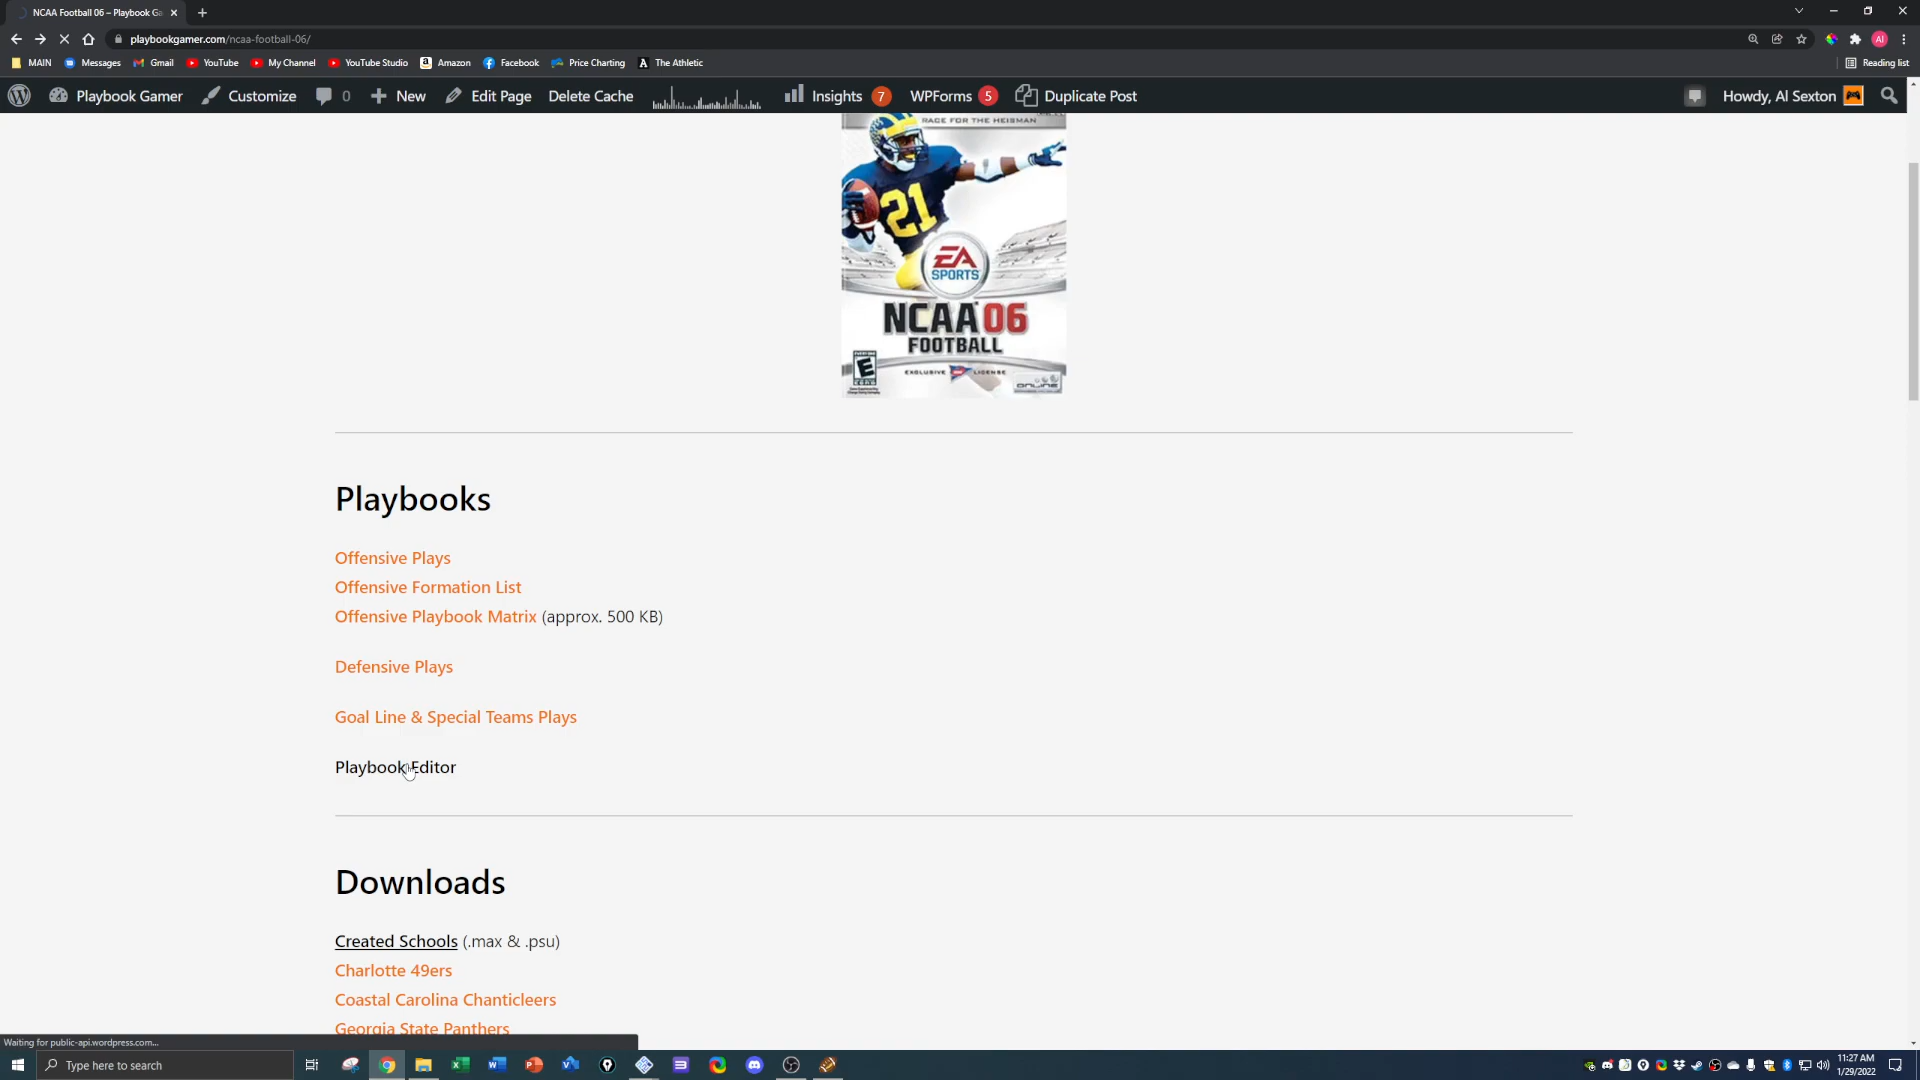 NCAA Football 06 – Playbook Ga
playbookgamer.com/ncaa-football-06/
MAIN Messages Gmail YouTube My Channel YouTube Studio Amazon Facebook Price Charting The Athletic Reading list
Playbook Gamer Customize 0 New Edit Page Delete Cache Insights 7 WPForms 5 Duplicate Post Howdy, Al Sexton
RACE FOR THE HEISMAN
21
EA
SPORTS
NCAA 06
FOOTBALL
EXCLUSIVE LICENSE
ONLINE
Playbooks
Offensive Plays
Offensive Formation List
Offensive Playbook Matrix (approx. 500 KB)
Defensive Plays
Goal Line & Special Teams Plays
Playbook Editor
Downloads
Created Schools (.max & .psu)
Charlotte 49ers
Coastal Carolina Chanticleers
Georgia State Panthers
Waiting for public-api.wordpress.com...
Type here to search
11:27 AM
1/29/2022